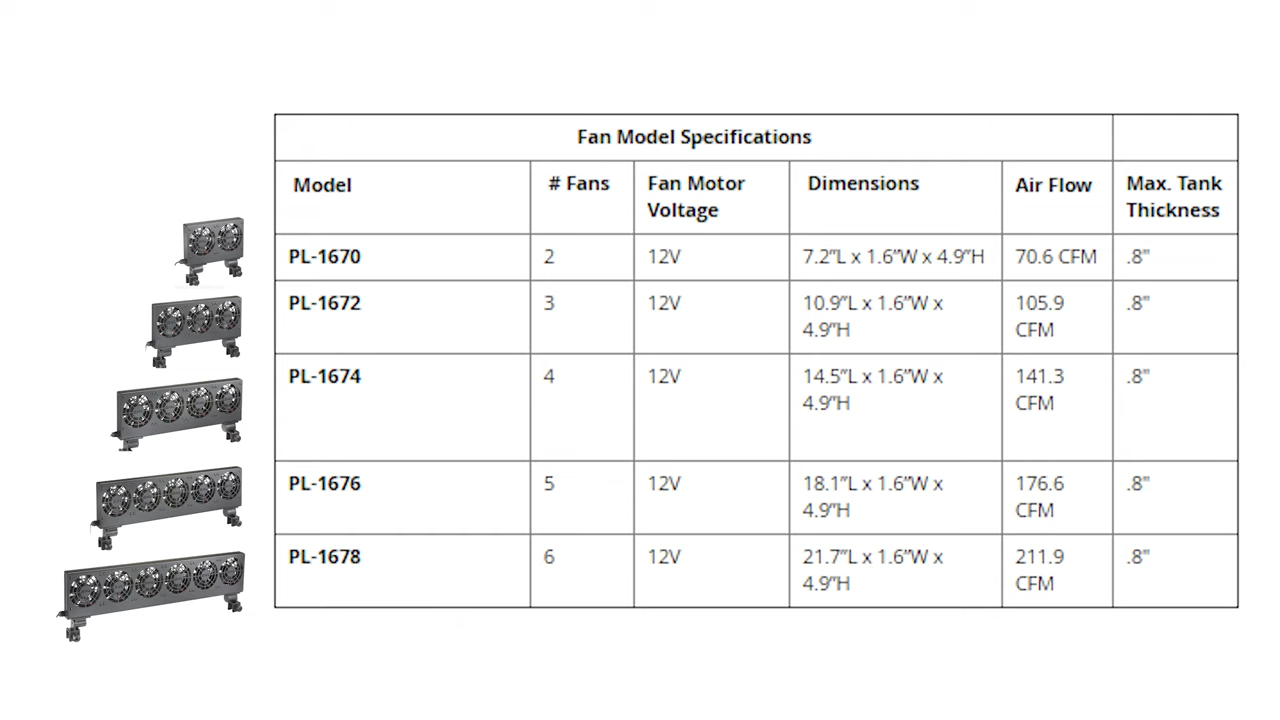 Fan Model Specifications
Model # Fans Fan Motor Voltage Dimensions Air Flow Max. Tank Thickness
PL-1670 2 12V 7.2”L x 1.6”W x 4.9”H 70.6 CFM .8"
PL-1672 3 12V 10.9”L x 1.6”W x 4.9”H 105.9 CFM .8"
PL-1674 4 12V 14.5”L x 1.6”W x 4.9”H 141.3 CFM .8"
PL-1676 5 12V 18.1”L x 1.6”W x 4.9”H 176.6 CFM .8"
PL-1678 6 12V 21.7”L x 1.6”W x 4.9”H 211.9 CFM .8"